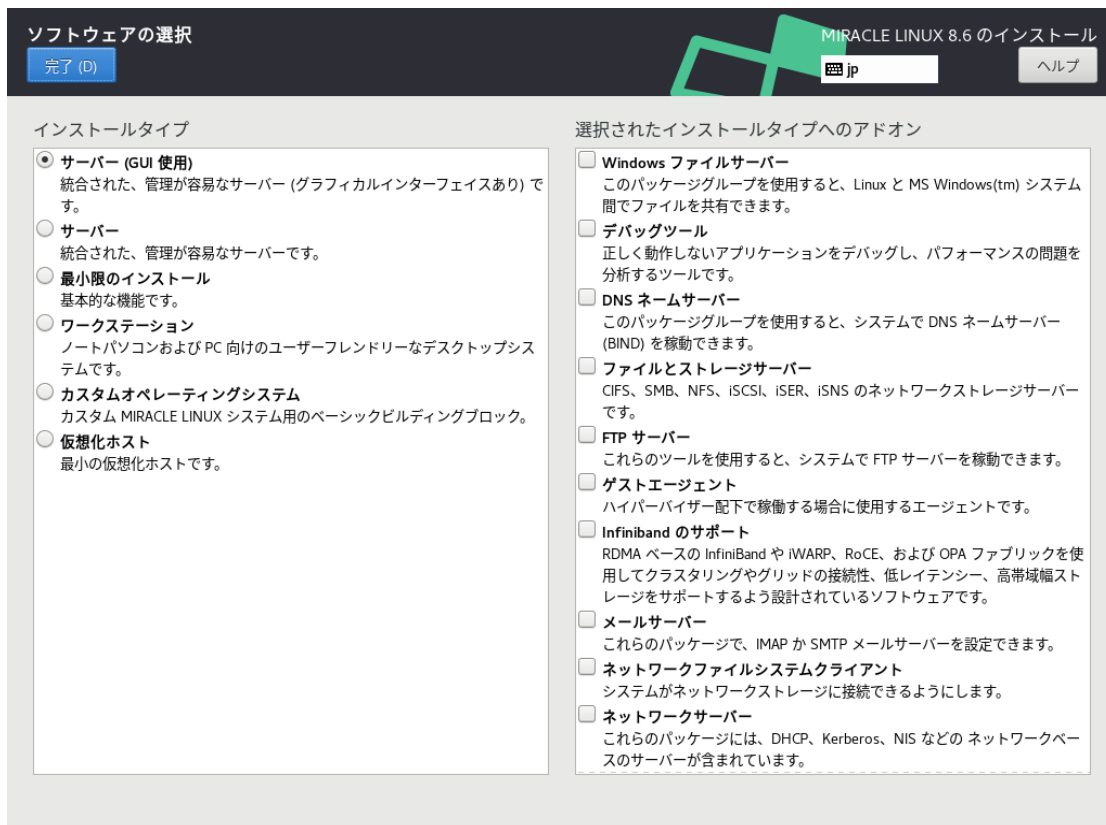 ソフトウェアの選択
完了 (D)
MIRACLE LINUX 8.6 のインストール
jp
ヘルプ
インストールタイプ
サーバー (GUI 使用)
統合された、管理が容易なサーバー (グラフィカルインターフェイスあり) で
す。
サーバー
統合された、管理が容易なサーバーです。
最小限のインストール
基本的な機能です。
ワークステーション
ノートパソコンおよび PC 向けのユーザーフレンドリーなデスクトップシス
テムです。
カスタムオペレーティングシステム
カスタム MIRACLE LINUX システム用のベーシックビルディングブロック。
仮想化ホスト
最小の仮想化ホストです。
選択されたインストールタイプへのアドオン
Windows ファイルサーバー
このパッケージグループを使用すると、Linux と MS Windows(tm) システム
間でファイルを共有できます。
デバッグツール
正しく動作しないアプリケーションをデバッグし、パフォーマンスの問題を
分析するツールです。
DNS ネームサーバー
このパッケージグループを使用すると、システムで DNS ネームサーバー
(BIND) を稼動できます。
ファイルとストレージサーバー
CIFS、SMB、NFS、iSCSI、iSER、iSNS のネットワークストレージサーバー
です。
FTP サーバー
これらのツールを使用すると、システムで FTP サーバーを稼動できます。
ゲストエージェント
ハイパーバイザー配下で稼働する場合に使用するエージェントです。
Infiniband のサポート
RDMA ベースの InfiniBand や iWARP、RoCE、および OPA ファブリックを使
用してクラスタリングやグリッドの接続性、低レイテンシー、高帯域幅スト
レージをサポートするよう設計されているソフトウェアです。
メールサーバー
これらのパッケージで、IMAP か SMTP メールサーバーを設定できます。
ネットワークファイルシステムクライアント
システムがネットワークストレージに接続できるようにします。
ネットワークサーバー
これらのパッケージには、DHCP、Kerberos、NIS などの ネットワークベー
スのサーバーが含まれています。